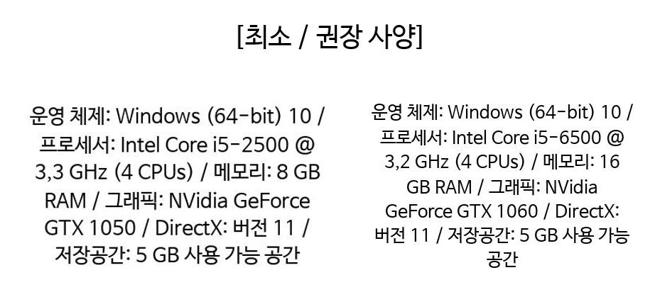 [최소 / 권장 사양]
운영 체제: Windows (64-bit) 10 /
프로세서: Intel Core i5-2500 @
3,3 GHz (4 CPUs) / 메모리: 8 GB
RAM / 그래픽: NVidia GeForce
GTX 1050 / DirectX: 버전 11 /
저장공간: 5 GB 사용 가능 공간
운영 체제: Windows (64-bit) 10 /
프로세서: Intel Core i5-6500 @
3,2 GHz (4 CPUs) / 메모리: 16
GB RAM / 그래픽: NVidia
GeForce GTX 1060 / DirectX:
버전 11 / 저장공간: 5 GB 사용 가능
공간